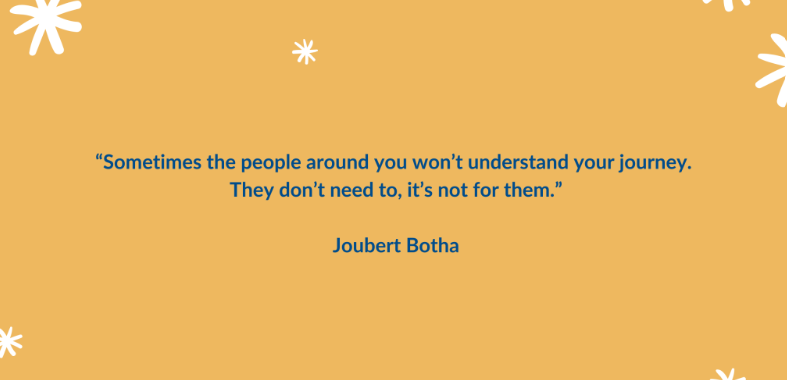 “Sometimes the people around you won’t understand your journey.
They don’t need to, it’s not for them.”
Joubert Botha